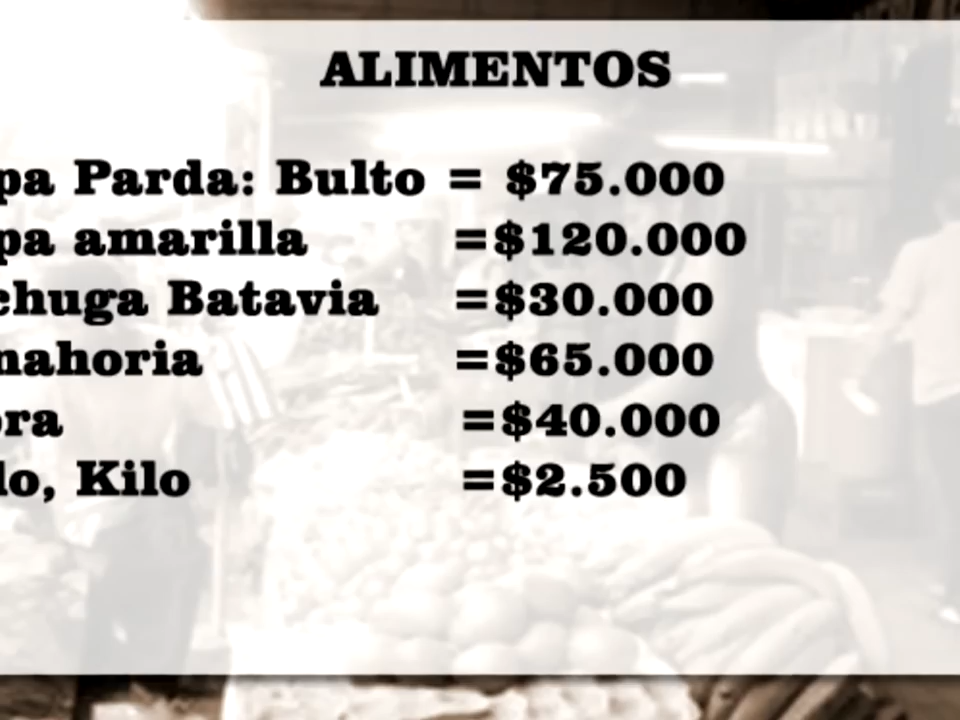 ALIMENTOS
pa Parda: Bulto = $75.000
pa amarilla =$120.000
chuga Batavia =$30.000
nahoria =$65.000
ora =$40.000
lo, Kilo =$2.500